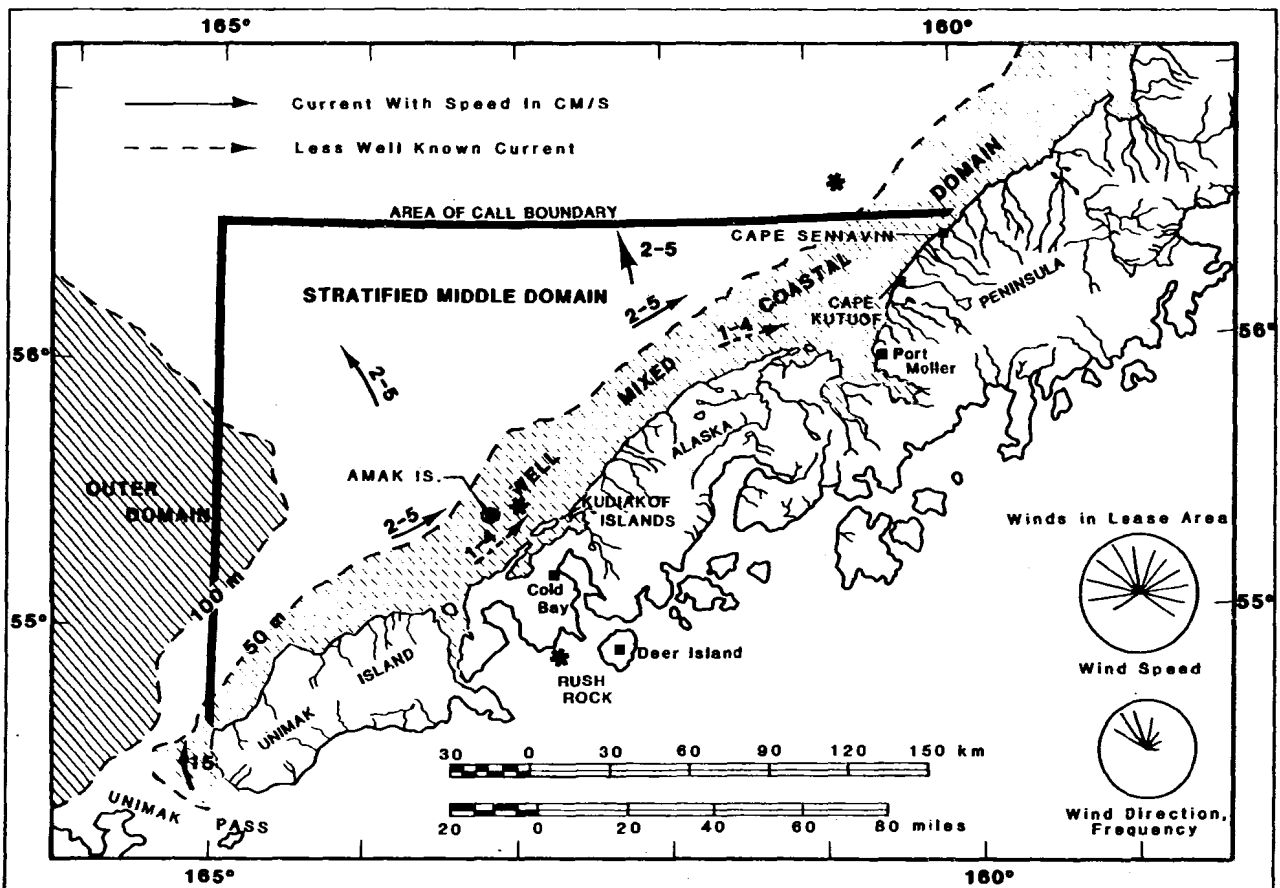 165°
160°
Current With Speed In CM/S
Less Well Known Current
AREA OF CALL BOUNDARY
DOMAIN
CAPE SENIAVIN
2-5
STRATIFIED MIDDLE DOMAIN
2-5
COASTAL
PENINSULA
CAPE
KUTUOF
1-4
56°
56°
Port
Moller
2-5
MIXED
ALASKA
AMAK IS.
WELL
OUTER
DOMAIN
2-5
KUDIAKOF
ISLANDS
1-4
Winds in Lease Area
Cold
Bay
100 m
55°
55°
50 m
ISLAND
Deer Island
Wind Speed
RUSH
ROCK
UNIMAK
15
30 0 30 60 90 120 150 km
UNIMAK PASS
20 0 20 40 60 80 miles
Wind Direction,
Frequency
165°
160°